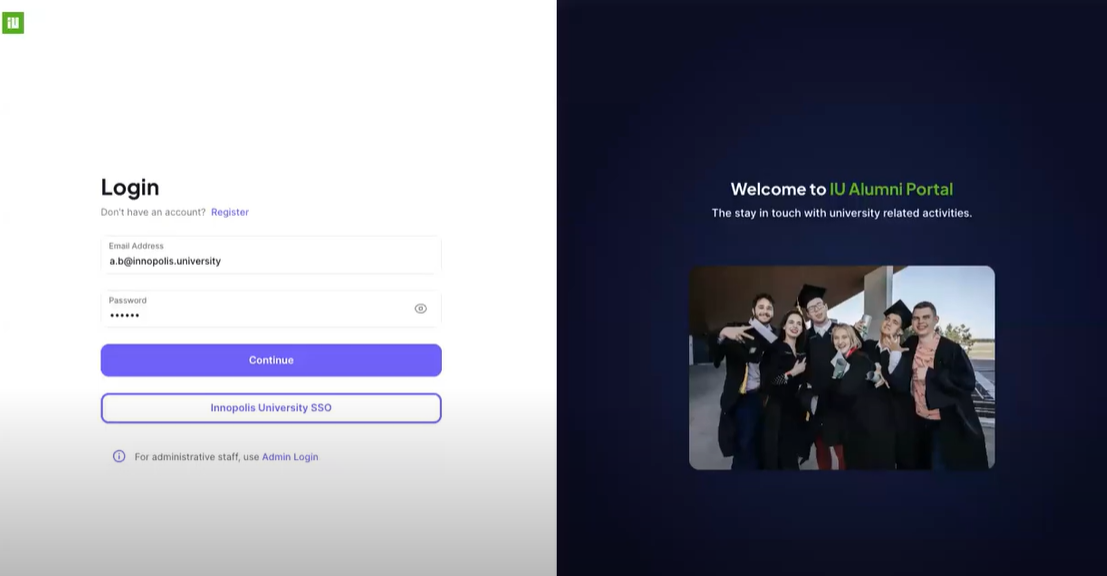 iU
Login
Don't have an account? Register
Email Address
a.b@innopolis.university
Password
••••••
Continue
Innopolis University SSO
For administrative staff, use Admin Login
Welcome to IU Alumni Portal
The stay in touch with university related activities.